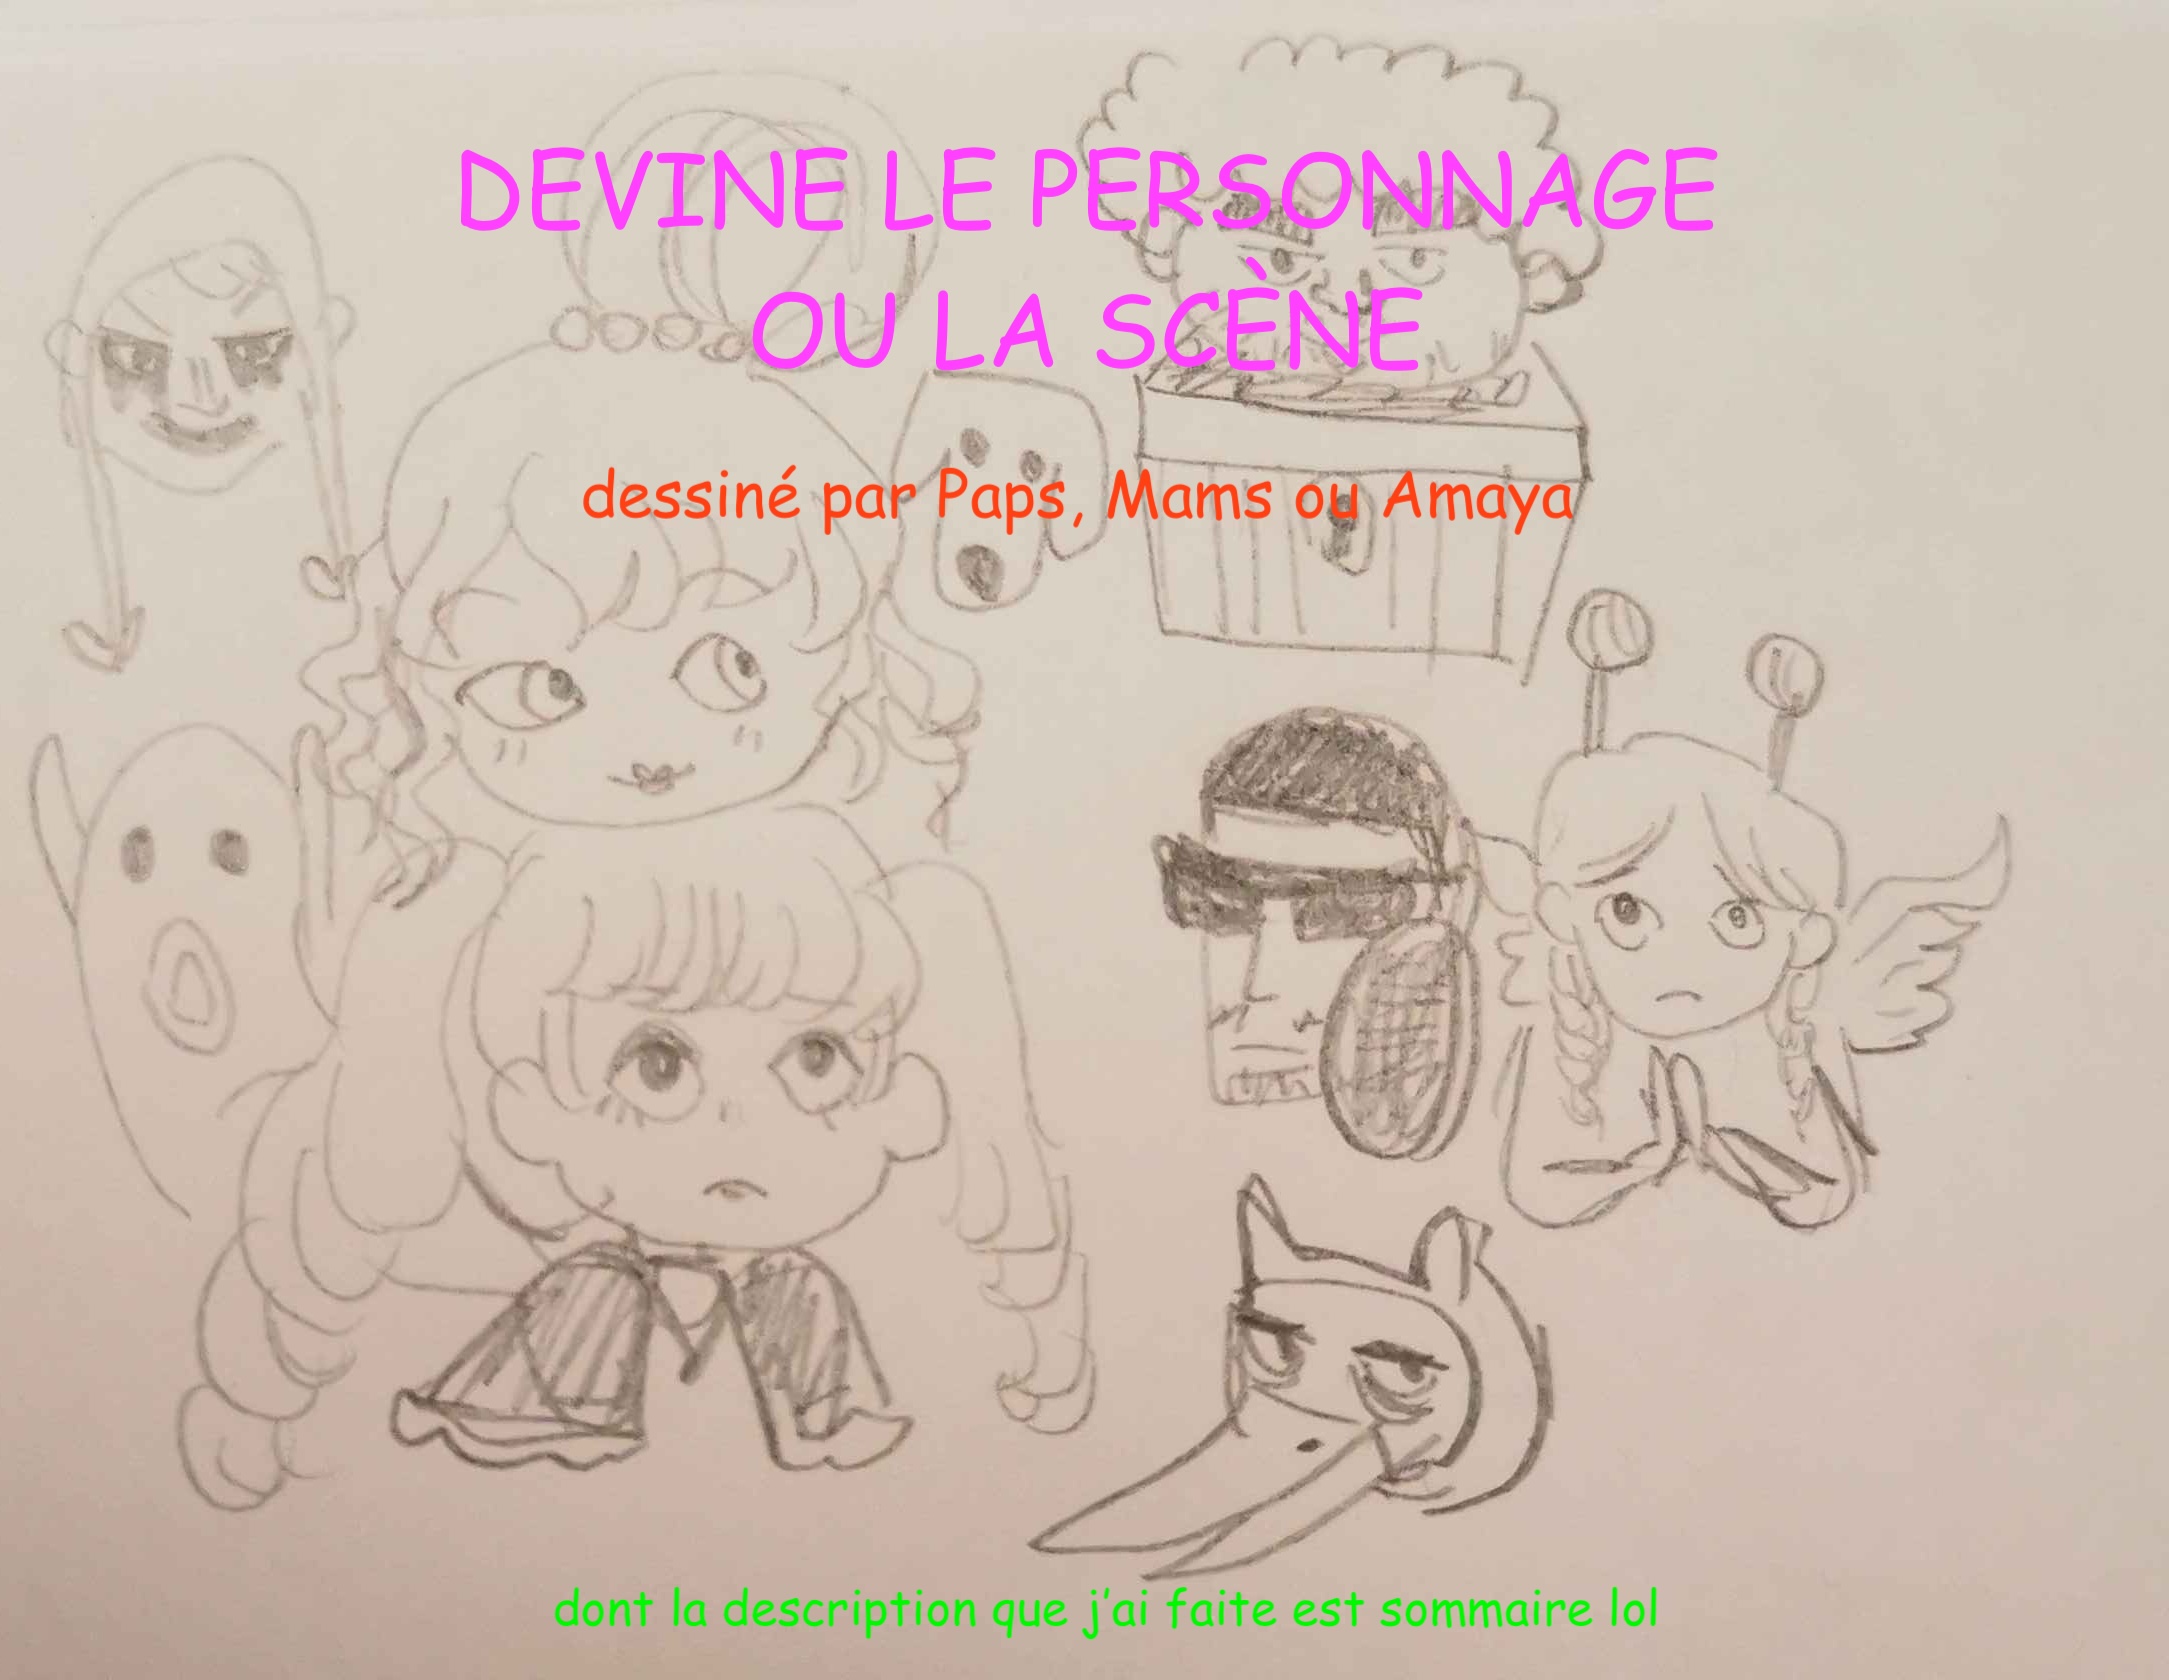 DEVINE LE PERSONNAGE
OU LA SCÈNE
dessiné par Paps, Mams ou Amaya
dont la description que j'ai faite est sommaire lol